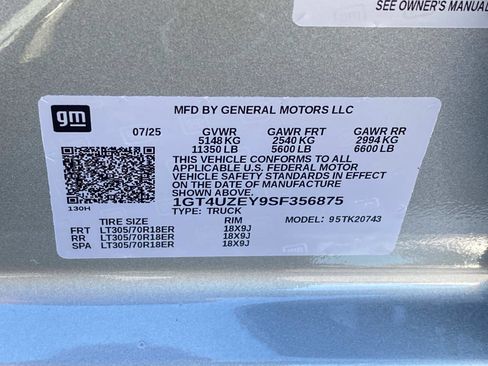 SEE OWNER'S MANUAL
gm
MFD BY GENERAL MOTORS LLC
07/25 GVWR GAWR FRT GAWR RR
5148 KG 2540 KG 2994 KG
11350 LB 5600 LB 6600 LB
THIS VEHICLE CONFORMS TO ALL
APPLICABLE U.S. FEDERAL MOTOR
VEHICLE SAFETY STANDARDS IN EFFECT
ON THE DATE OF MANUFACTURE
SHOWN ABOVE.
1GT4UZEY9SF356875
130H
TYPE: TRUCK MODEL: 95TK20743
TIRE SIZE RIM
FRT LT305/70R18ER 18X9J
RR LT305/70R18ER 18X9J
SPA LT305/70R18ER 18X9J